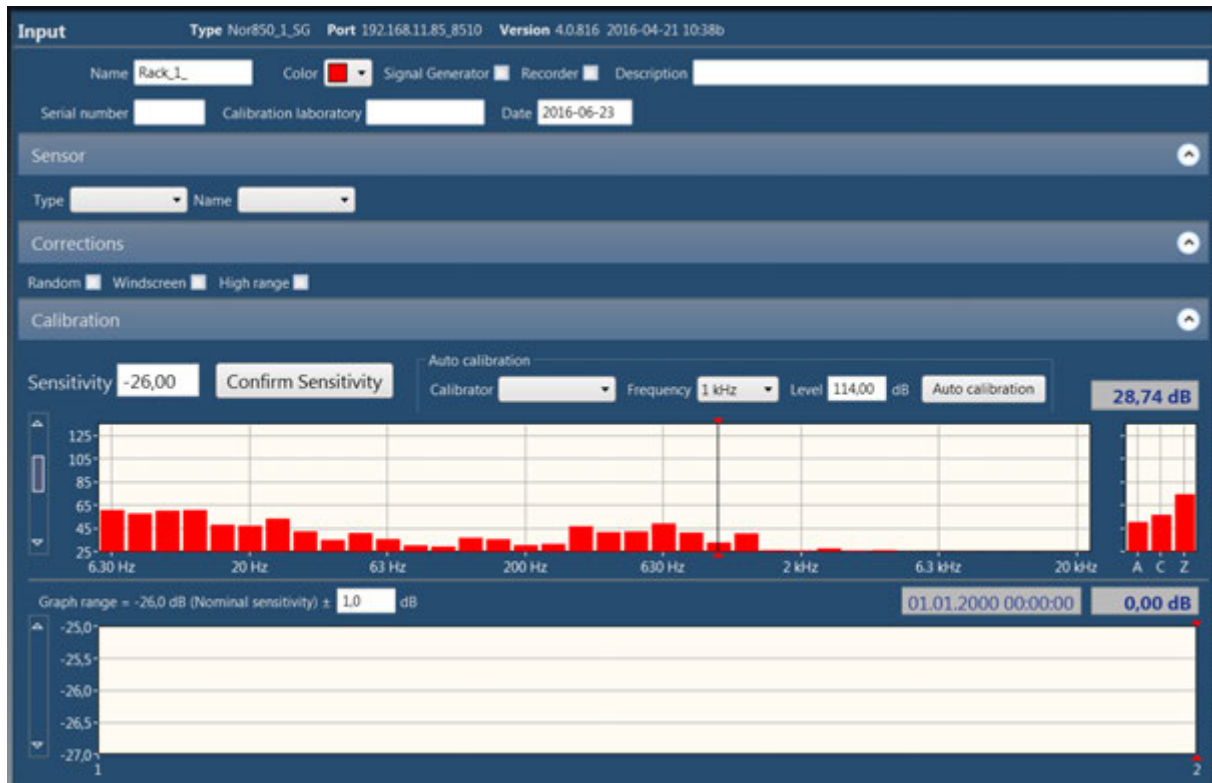 Input Type Nor850_1_SG Port 192.168.11.85_8510 Version 4.0.816 2016-04-21 10:38b
Name Rack_1_ Color Signal Generator Recorder Description
Serial number Calibration laboratory Date 2016-06-23
Sensor
Type Name
Corrections
Random Windscreen High range
Calibration
Auto calibration
Sensitivity -26,00 Confirm Sensitivity Calibrator Frequency 1 kHz Level 114,00 dB Auto calibration 28,74 dB
125
105
85
65
45
25
6.30 Hz 20 Hz 63 Hz 200 Hz 630 Hz 2 kHz 6.3 kHz 20 kHz A C Z
Graph range = -26,0 dB (Nominal sensitivity) ± 1,0 dB 01.01.2000 00:00:00 0,00 dB
-25,0
-25,5
-26,0
-26,5
-27,0
1 2